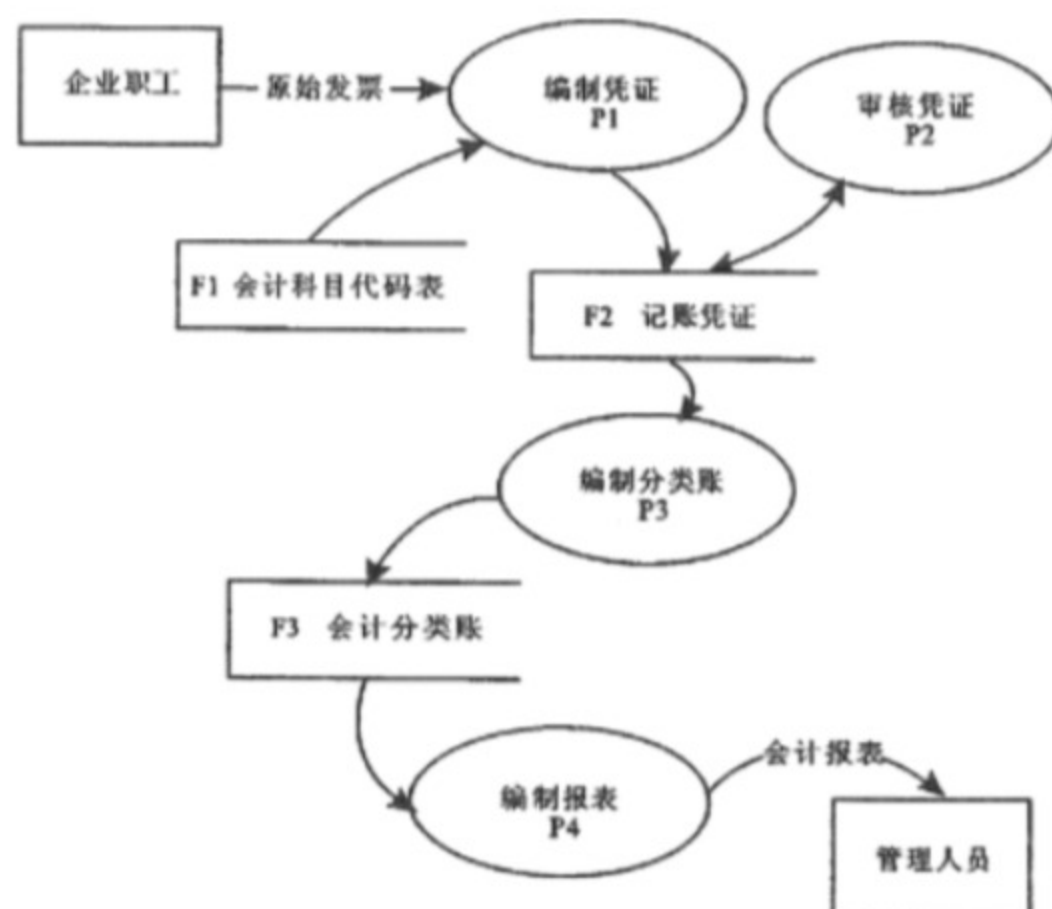 企业职工
原始发票
编制凭证
P1
审核凭证
P2
F1 会计科目代码表
F2 记账凭证
编制分类账
P3
F3 会计分类账
编制报表
P4
会计报表
管理人员